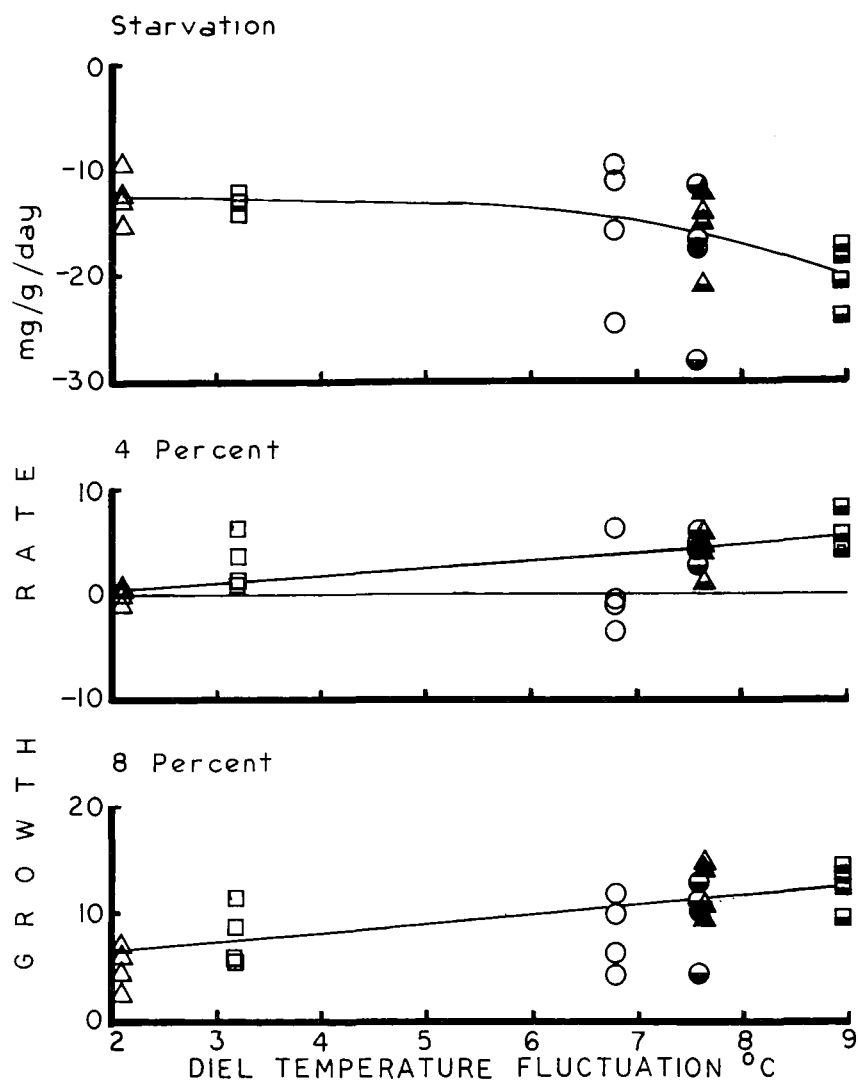 Starvation
0
-10
-20
-30
mg/g/day
4 Percent
10
0
-10
8 Percent
20
10
0
GROWTH RATE
2 3 4 5 6 7 8 9
DIEL TEMPERATURE FLUCTUATION °C